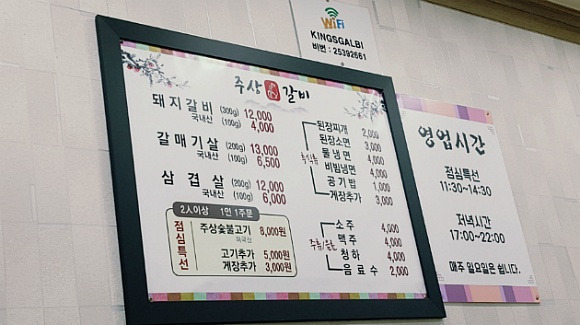 WiFi
KINGSGALBI
비번 : 25392661
주상 갈비
돼지갈비 (300g) 12,000
국내산 (100g) 4,000
갈매기살 (200g) 13,000
국내산 (100g) 6,500
삼겹살 (200g) 12,000
국내산 (100g) 6,000
2인이상 1인 1주문
점심특선
주상숯불고기 8,000원
미국산
고기추가 5,000원
게장추가 3,000원
된장찌개 2,000
된장소면 3,000
물냉면 4,000
비빔냉면 4,000
공기밥 1,000
게장추가 3,000
소주 4,000
맥주 4,000
청하 4,000
음료수 2,000
영업시간
점심특선
11:30~14:30
저녁시간
17:00~22:00
매주 일요일은 쉽니다.